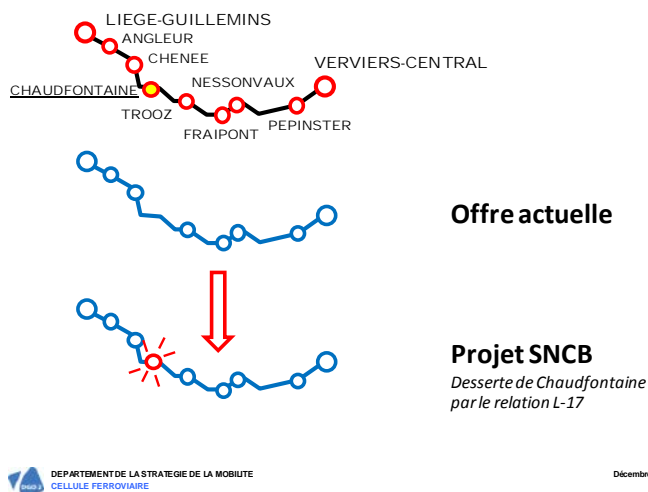 LIEGE-GUILLEMINS
ANGLEUR
CHENEE
VERVIERS-CENTRAL
NESSONVAUX
CHAUDFONTAINE
TROOZ
PEPINSTER
FRAIPONT
Offre actuelle
Projet SNCB
Desserte de Chaudfontaine
par le relation L-17
DEPARTEMENT DE LA STRATEGIE DE LA MOBILITE
Décembre
CELLULE FERROVIAIRE